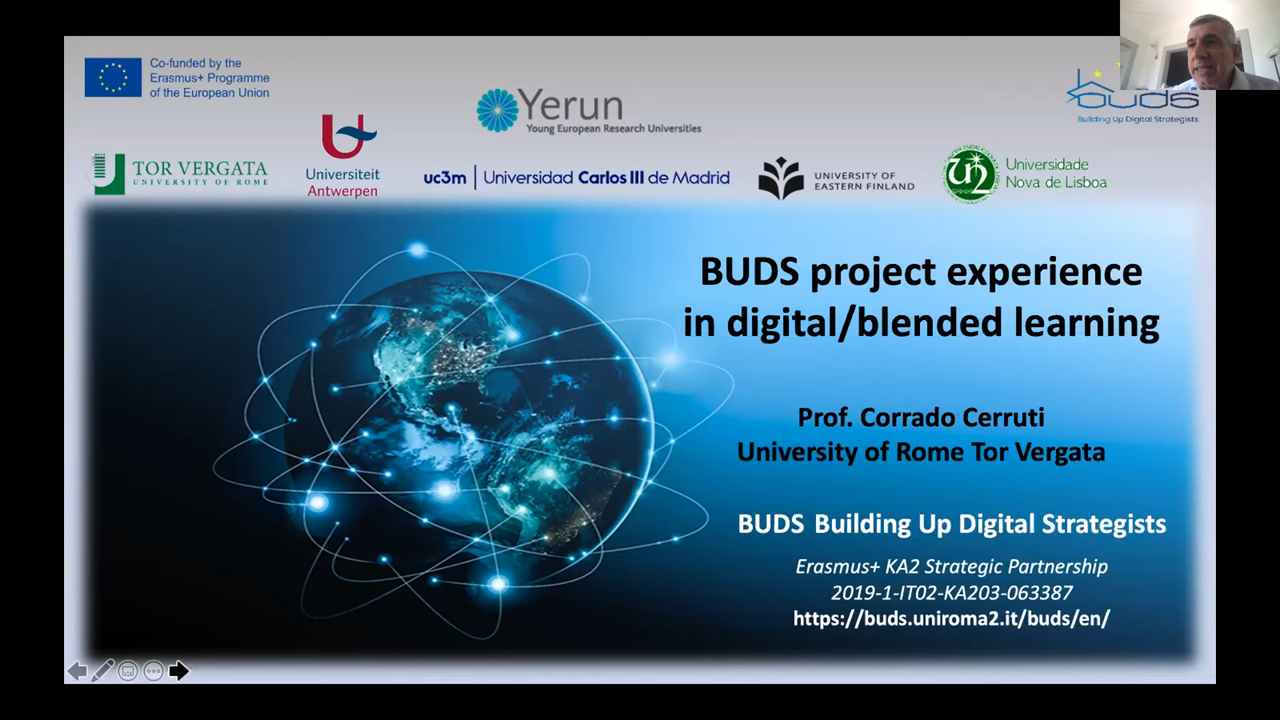 Co-funded by the
Erasmus+ Programme
of the European Union
Yerun
Young European Research Universities
buds
Building Up Digital Strategists
TOR VERGATA
UNIVERSITY OF ROME
Universiteit
Antwerpen
uc3m | Universidad Carlos III de Madrid
UNIVERSITY OF
EASTERN FINLAND
Universidade
Nova de Lisboa
BUDS project experience
in digital/blended learning
Prof. Corrado Cerruti
University of Rome Tor Vergata
BUDS Building Up Digital Strategists
Erasmus+ KA2 Strategic Partnership
2019-1-IT02-KA203-063387
https://buds.uniroma2.it/buds/en/